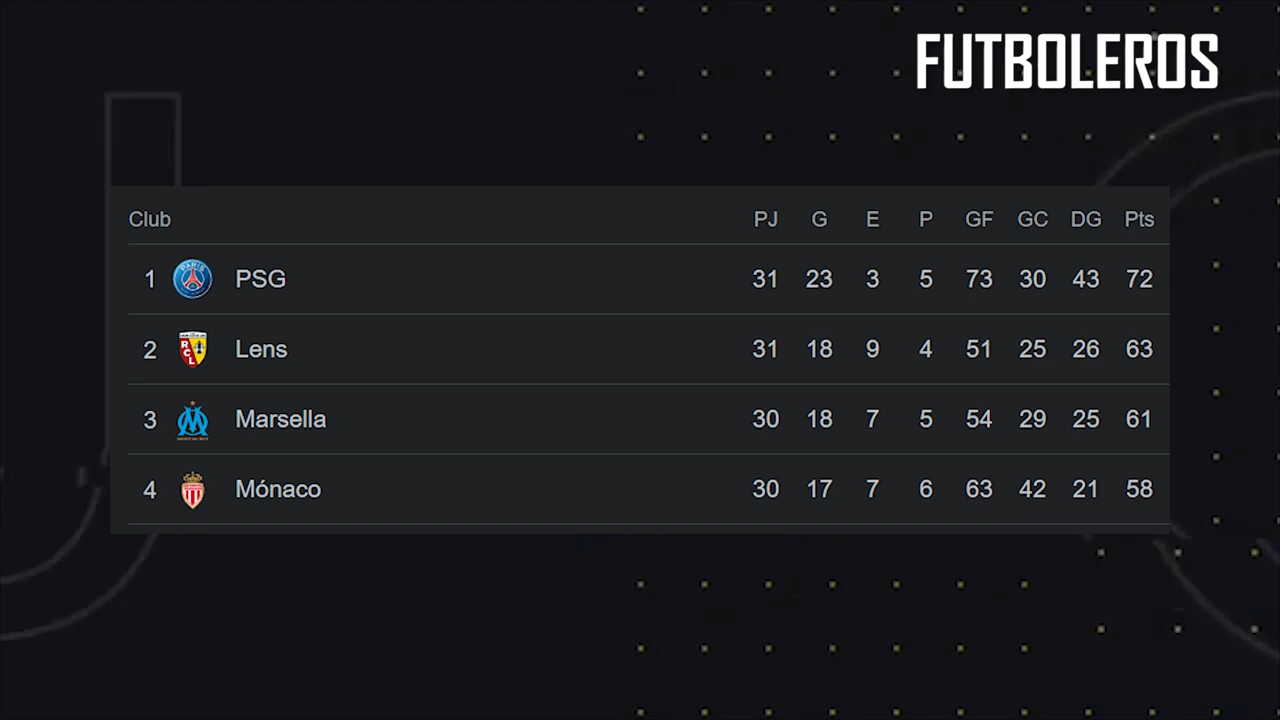 FUTBOLEROS
Club PJ G E P GF GC DG Pts
1 PSG 31 23 3 5 73 30 43 72
2 Lens 31 18 9 4 51 25 26 63
3 Marsella 30 18 7 5 54 29 25 61
4 Mónaco 30 17 7 6 63 42 21 58